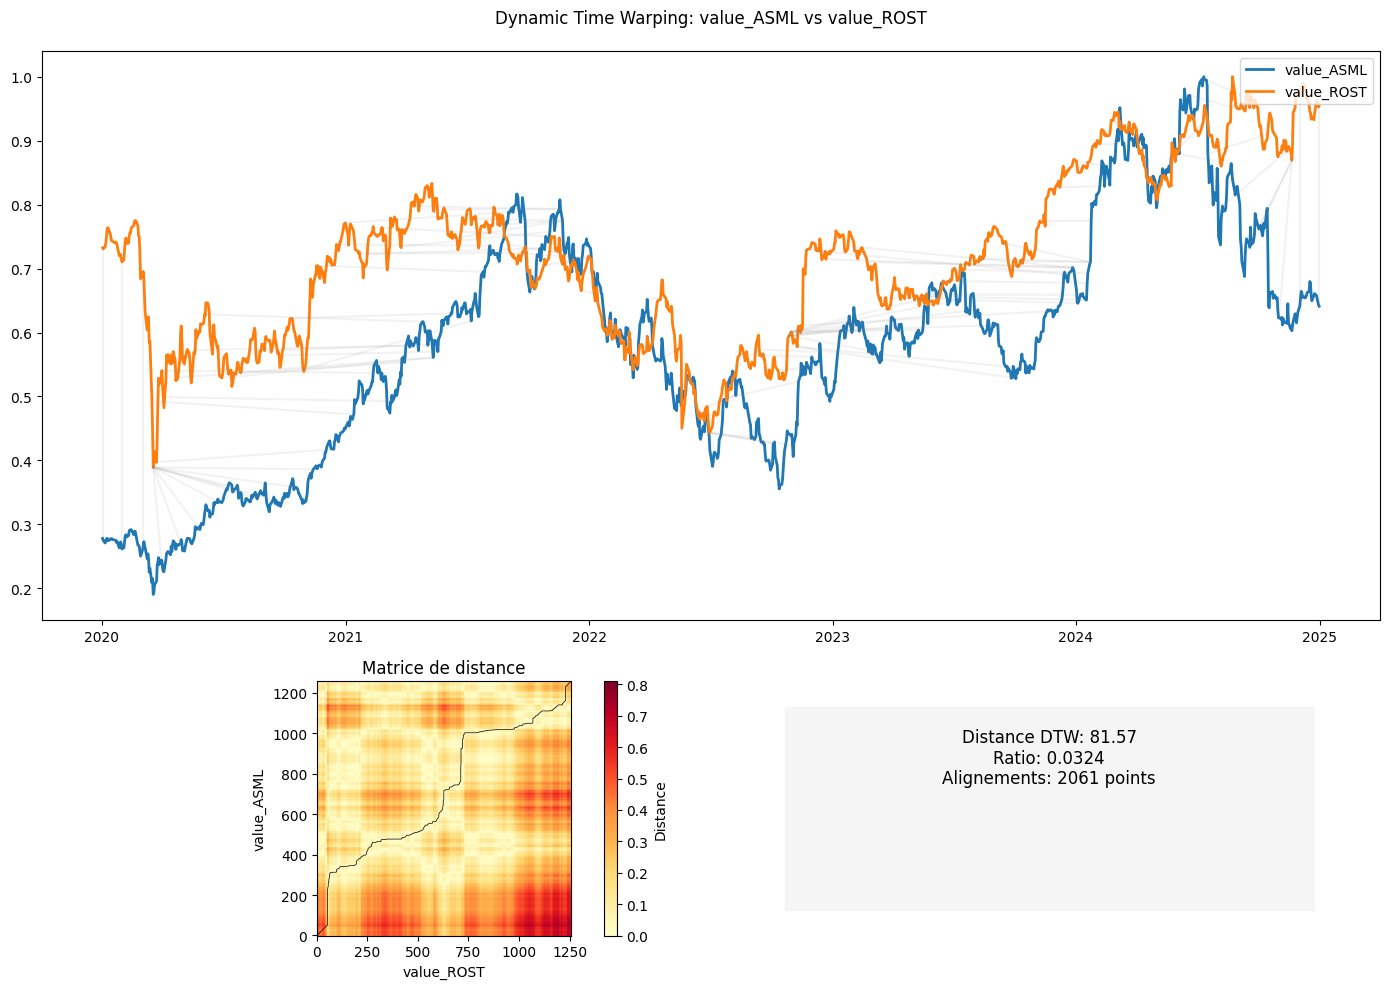 Dynamic Time Warping: value_ASML vs value_ROST
value_ASML
value_ROST
1.0
0.9
0.8
0.7
0.6
0.5
0.4
0.3
0.2
2020 2021 2022 2023 2024 2025
Matrice de distance
value_ASML
1200
1000
800
600
400
200
0
0 250 500 750 1000 1250
value_ROST
0.8
0.7
0.6
0.5
0.4
0.3
0.2
0.1
0.0
Distance
Distance DTW: 81.57
Ratio: 0.0324
Alignements: 2061 points